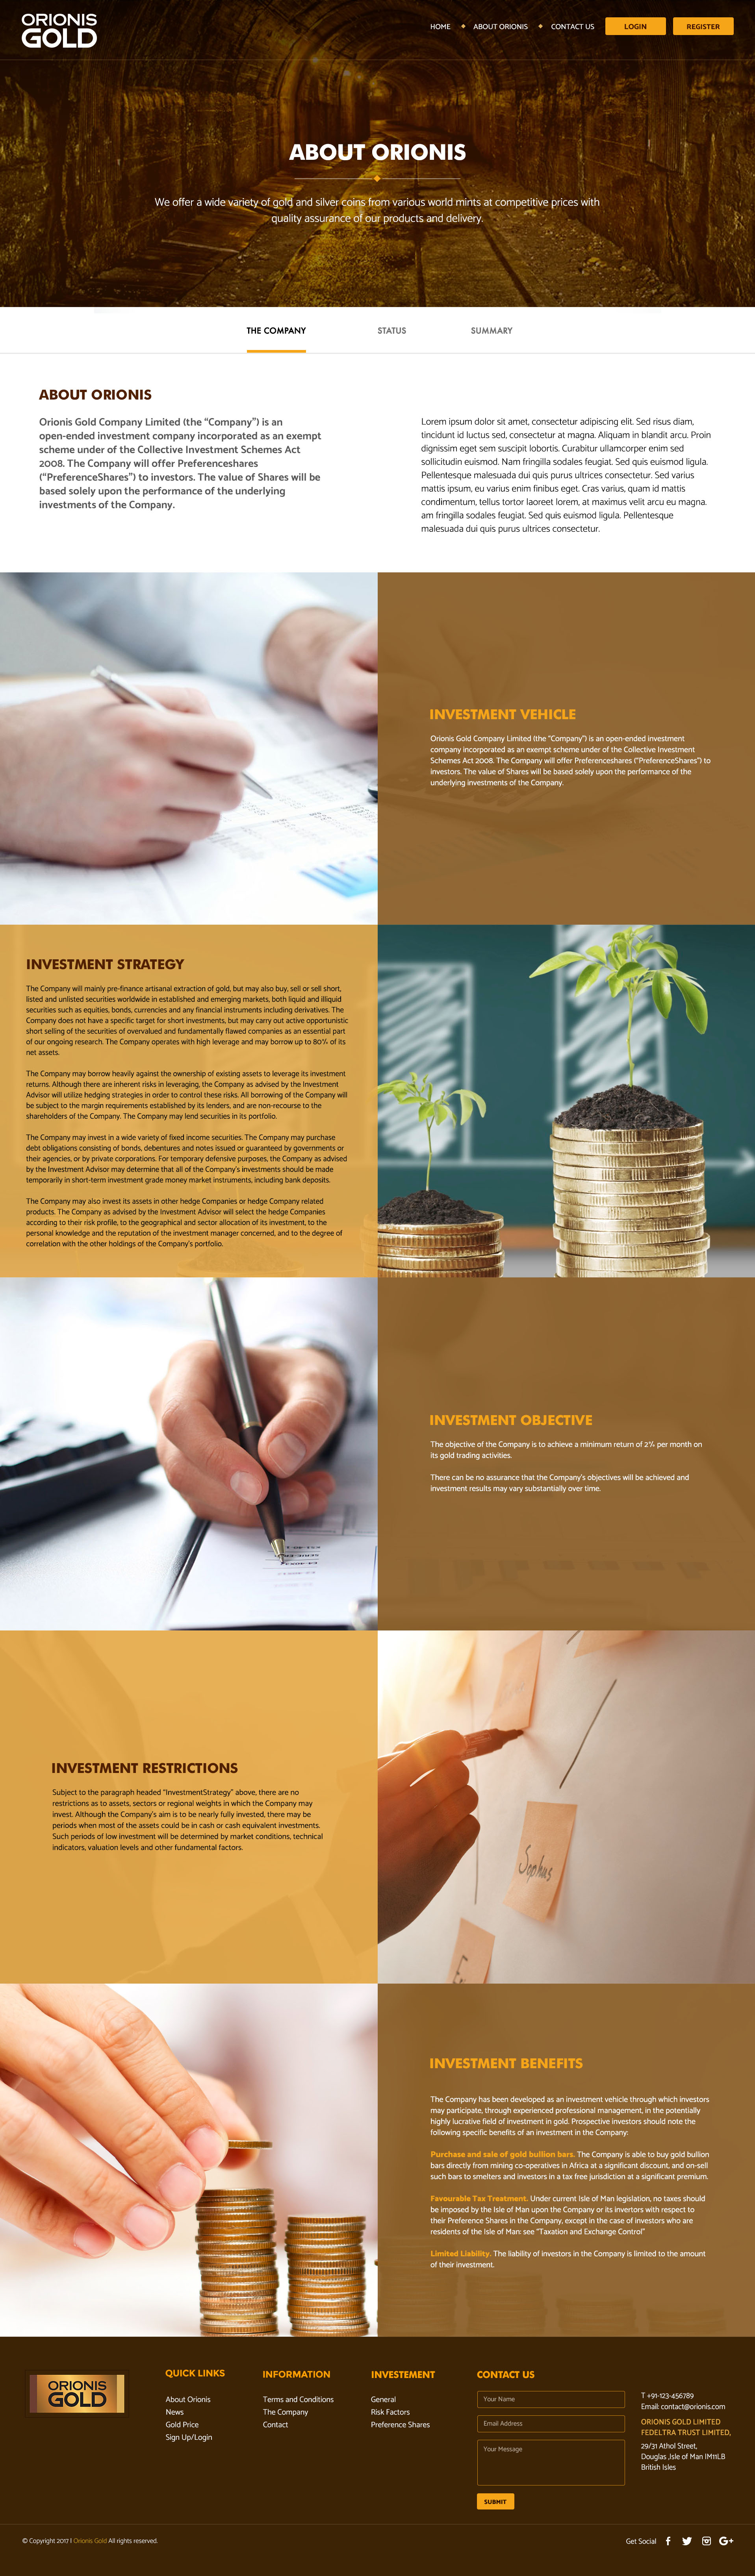 ORIONIS
GOLD
HOME
ABOUT ORIONIS
CONTACT US
LOGIN
REGISTER
ABOUT ORIONIS
We offer a wide variety of gold and silver coins from various world mints at competitive prices with
quality assurance of our products and delivery.
THE COMPANY
STATUS
SUMMARY
ABOUT ORIONIS
Orionis Gold Company Limited (the “Company”) is an
open-ended investment company incorporated as an exempt
scheme under of the Collective Investment Schemes Act
2008. The Company will offer Preferenceshares
(“PreferenceShares”) to investors. The value of Shares will be
based solely upon the performance of the underlying
investments of the Company.
Lorem ipsum dolor sit amet, consectetur adipiscing elit. Sed risus diam,
tincidunt id luctus sed, consectetur at magna. Aliquam in blandit arcu. Proin
dignissim eget sem suscipit lobortis. Curabitur ullamcorper enim sed
sollicitudin euismod. Nam fringilla sodales feugiat. Sed quis euismod ligula.
Pellentesque malesuada dui quis purus ultrices consectetur. Sed varius
mattis ipsum, eu varius enim finibus eget. Cras varius, quam id mattis
condimentum, tellus tortor laoreet lorem, at maximus velit arcu eu magna.
am fringilla sodales feugiat. Sed quis euismod ligula. Pellentesque
malesuada dui quis purus ultrices consectetur.
INVESTMENT VEHICLE
Orionis Gold Company Limited (the “Company”) is an open-ended investment
company incorporated as an exempt scheme under of the Collective Investment
Schemes Act 2008. The Company will offer Preferenceshares (“PreferenceShares”) to
investors. The value of Shares will be based solely upon the performance of the
underlying investments of the Company.
INVESTMENT STRATEGY
The Company will mainly pre-finance artisanal extraction of gold, but may also buy, sell or sell short,
listed and unlisted securities worldwide in established and emerging markets, both liquid and illiquid
securities such as equities, bonds, currencies and any financial instruments including derivatives. The
Company does not have a specific target for short investments, but may carry out active opportunistic
short selling of the securities of overvalued and fundamentally flawed companies as an essential part
of our ongoing research. The Company operates with high leverage and may borrow up to 80% of its
net assets.
The Company may borrow heavily against the ownership of existing assets to leverage its investment
returns. Although there are inherent risks in leveraging, the Company as advised by the Investment
Advisor will utilize hedging strategies in order to control these risks. All borrowing of the Company will
be subject to the margin requirements established by its lenders, and are non-recourse to the
shareholders of the Company. The Company may lend securities in its portfolio.
The Company may invest in a wide variety of fixed income securities. The Company may purchase
debt obligations consisting of bonds, debentures and notes issued or guaranteed by governments or
their agencies, or by private corporations. For temporary defensive purposes, the Company as advised
by the Investment Advisor may determine that all of the Company’s investments should be made
temporarily in short-term investment grade money market instruments, including bank deposits.
The Company may also invest its assets in other hedge Companies or hedge Company related
products. The Company as advised by the Investment Advisor will select the hedge Companies
according to their risk profile, to the geographical and sector allocation of its investment, to the
personal knowledge and the reputation of the investment manager concerned, and to the degree of
correlation with the other holdings of the Company’s portfolio.
INVESTMENT OBJECTIVE
The objective of the Company is to achieve a minimum return of 2% per month on
its gold trading activities.
There can be no assurance that the Company’s objectives will be achieved and
investment results may vary substantially over time.
INVESTMENT RESTRICTIONS
Subject to the paragraph headed “InvestmentStrategy” above, there are no
restrictions as to assets, sectors or regional weights in which the Company may
invest. Although the Company’s aim is to be nearly fully invested, there may be
periods when most of the assets could be in cash or cash equivalent investments.
Such periods of low investment will be determined by market conditions, technical
indicators, valuation levels and other fundamental factors.
INVESTMENT BENEFITS
The Company has been developed as an investment vehicle through which investors
may participate, through experienced professional management, in the potentially
highly lucrative field of investment in gold. Prospective investors should note the
following specific benefits of an investment in the Company:
Purchase and sale of gold bullion bars. The Company is able to buy gold bullion
bars directly from mining co-operatives in Africa at a significant discount, and on-sell
such bars to smelters and investors in a tax free jurisdiction at a significant premium.
Favourable Tax Treatment. Under current Isle of Man legislation, no taxes should
be imposed by the Isle of Man upon the Company or its invertors with respect to
their Preference Shares in the Company, except in the case of investors who are
residents of the Isle of Man: see “Taxation and Exchange Control”
Limited Liability. The liability of investors in the Company is limited to the amount
of their investment.
ORIONIS
GOLD
QUICK LINKS
About Orionis
News
Gold Price
Sign Up/Login
INFORMATION
Terms and Conditions
The Company
Contact
INVESTEMENT
General
Risk Factors
Preference Shares
CONTACT US
Your Name
Email Address
Your Message
SUBMIT
T +91-123-456789
Email: contact@orionis.com
ORIONIS GOLD LIMITED
FEDELTRA TRUST LIMITED,
29/31 Athol Street,
Douglas ,Isle of Man IM11LB
British Isles
© Copyright 2017 | Orionis Gold All rights reserved.
Get Social